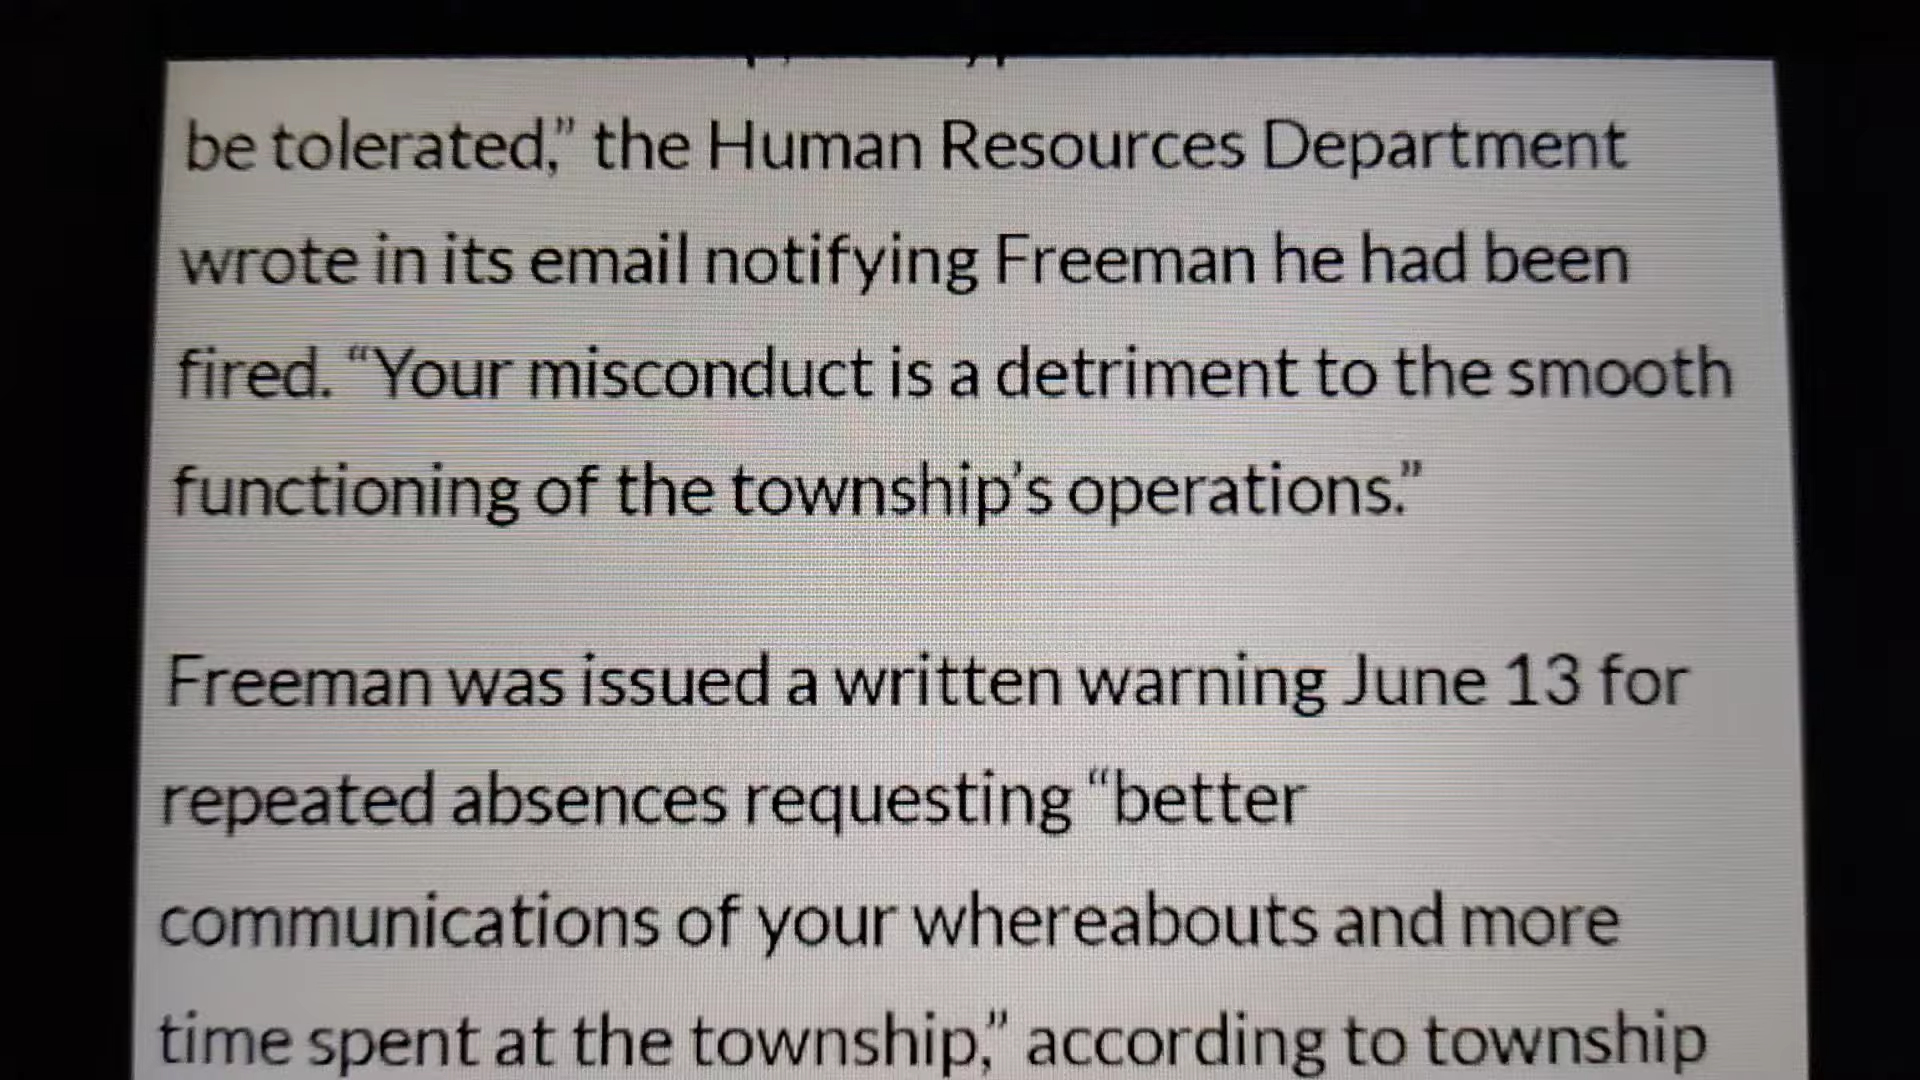 be tolerated,” the Human Resources Department
wrote in its email notifying Freeman he had been
fired. “Your misconduct is a detriment to the smooth
functioning of the township’s operations.”
Freeman was issued a written warning June 13 for
repeated absences requesting “better
communications of your whereabouts and more
time spent at the township,” according to township